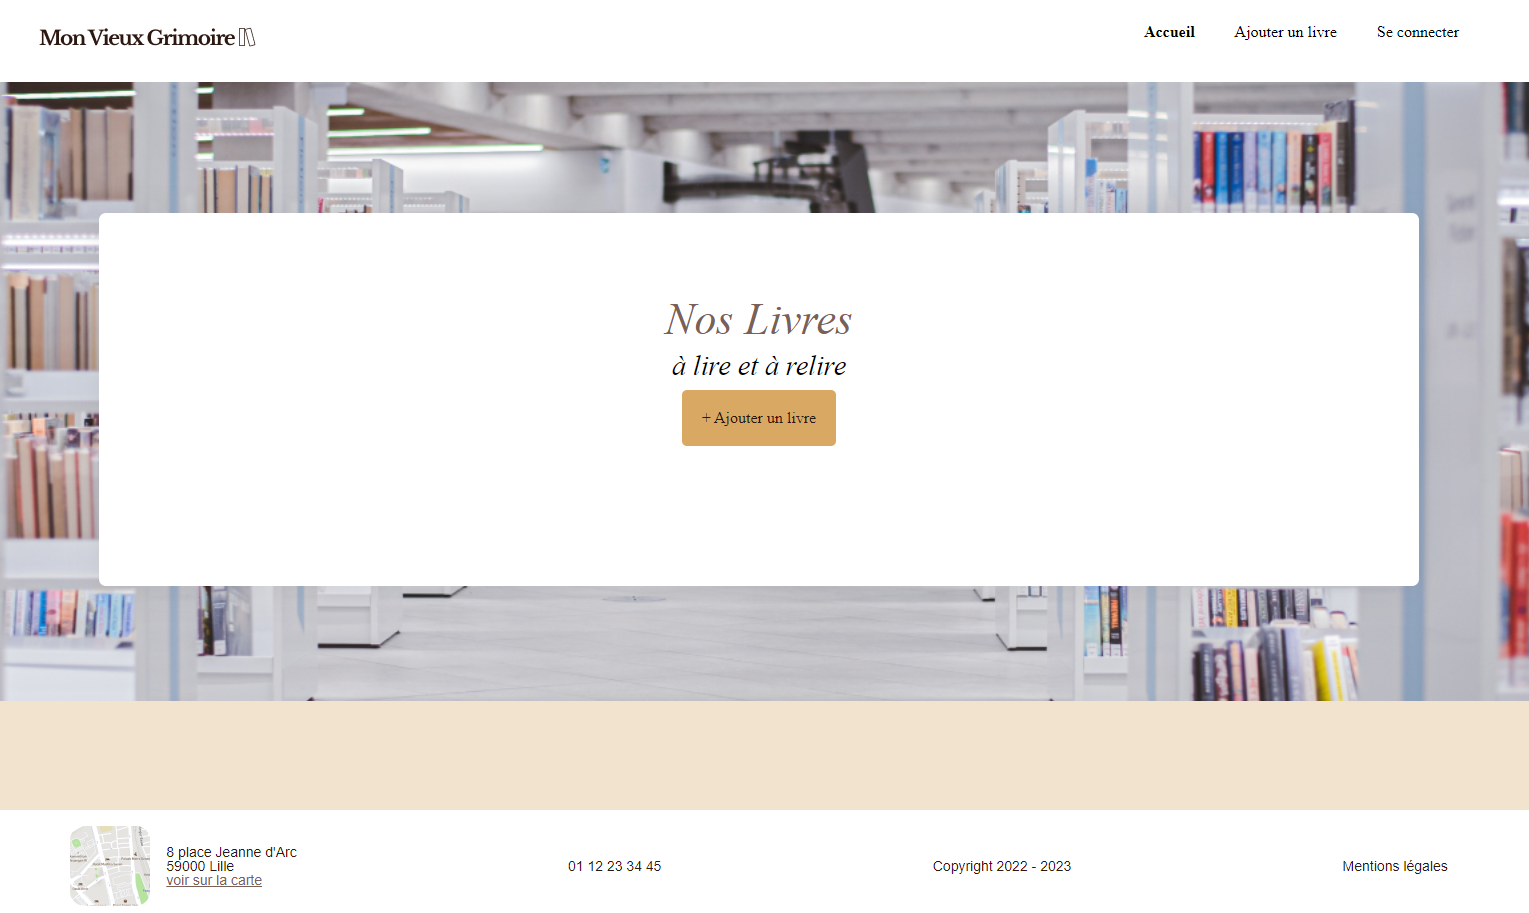 Mon Vieux Grimoire
Accueil
Ajouter un livre
Se connecter
Nos Livres
à lire et à relire
+ Ajouter un livre
8 place Jeanne d'Arc
59000 Lille
voir sur la carte
01 12 23 34 45
Copyright 2022 - 2023
Mentions légales